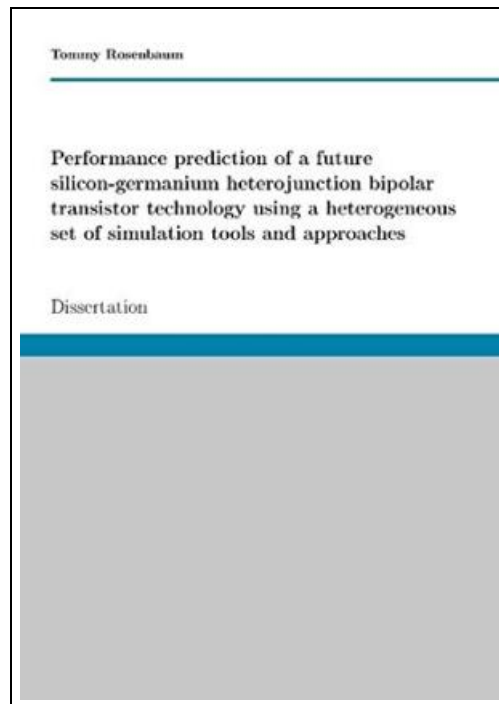 Tommy Rosenbaum
Performance prediction of a future
silicon-germanium heterojunction bipolar
transistor technology using a heterogeneous
set of simulation tools and approaches
Dissertation